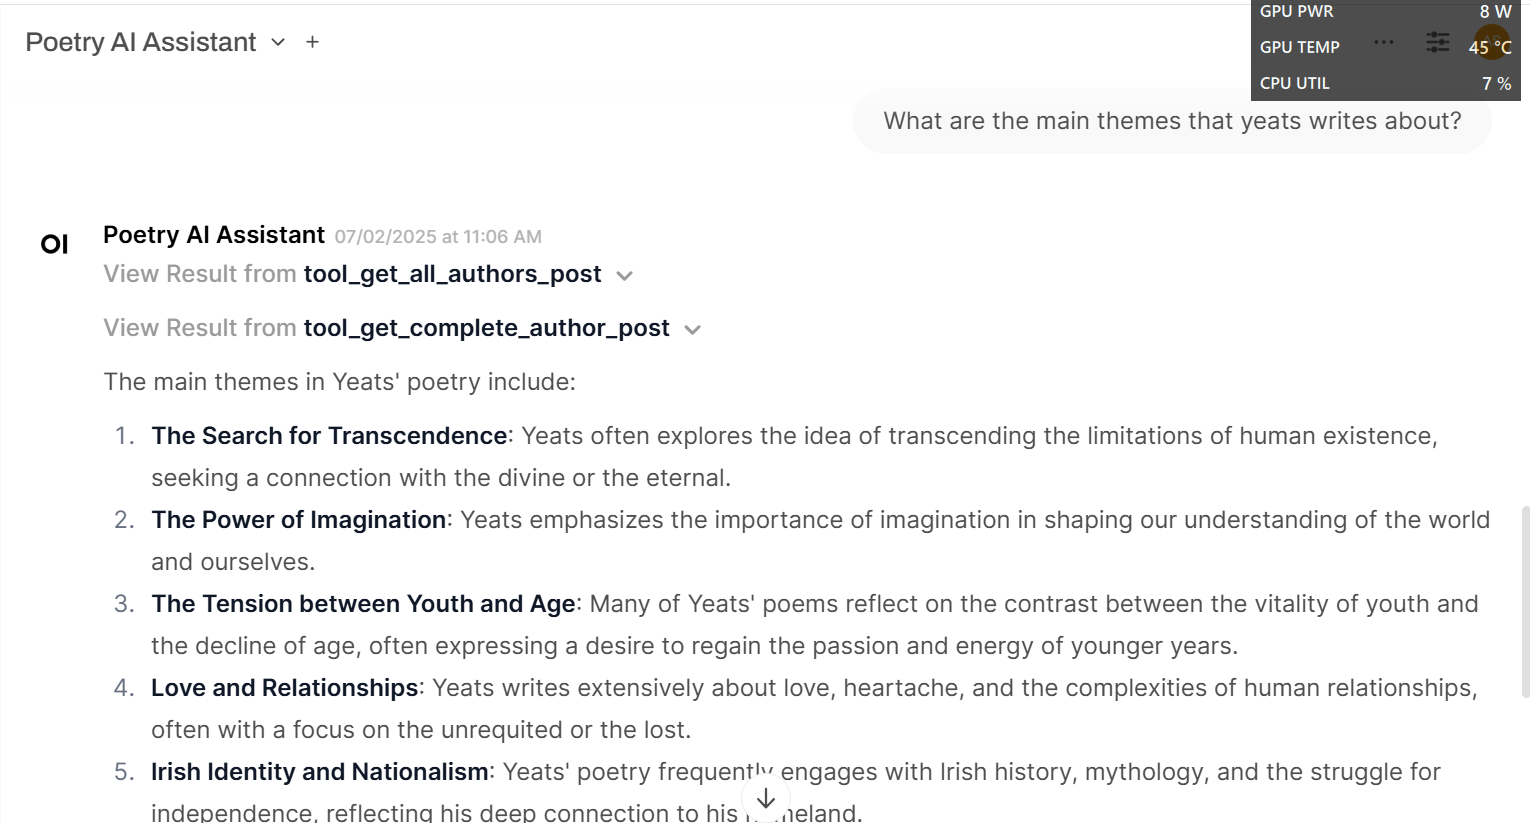 GPU PWR 8 W
Poetry AI Assistant
GPU TEMP 45 °C
CPU UTIL 7 %
What are the main themes that yeats writes about?
OI
Poetry AI Assistant 07/02/2025 at 11:06 AM
View Result from tool_get_all_authors_post
View Result from tool_get_complete_author_post
The main themes in Yeats' poetry include:
1. The Search for Transcendence: Yeats often explores the idea of transcending the limitations of human existence,
seeking a connection with the divine or the eternal.
2. The Power of Imagination: Yeats emphasizes the importance of imagination in shaping our understanding of the world
and ourselves.
3. The Tension between Youth and Age: Many of Yeats' poems reflect on the contrast between the vitality of youth and
the decline of age, often expressing a desire to regain the passion and energy of younger years.
4. Love and Relationships: Yeats writes extensively about love, heartache, and the complexities of human relationships,
often with a focus on the unrequited or the lost.
5. Irish Identity and Nationalism: Yeats' poetry frequently engages with Irish history, mythology, and the struggle for
independence, reflecting his deep connection to his homeland.